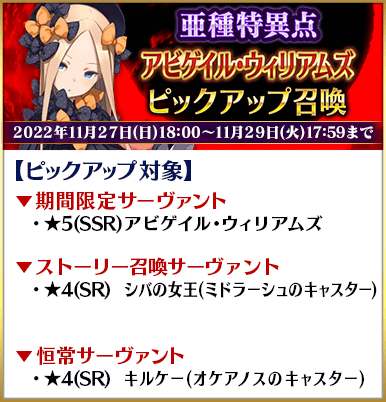 亜種特異点
アビゲイル・ウィリアムズ
ピックアップ召喚
2022年11月27日(日)18:00～11月29日(火)17:59まで
【ピックアップ対象】
▼期間限定サーヴァント
・★5(SSR)アビゲイル・ウィリアムズ
▼ストーリー召喚サーヴァント
・★4(SR) シバの女王(ミドラーシュのキャスター)
▼恒常サーヴァント
・★4(SR) キルケー(オケアノスのキャスター)